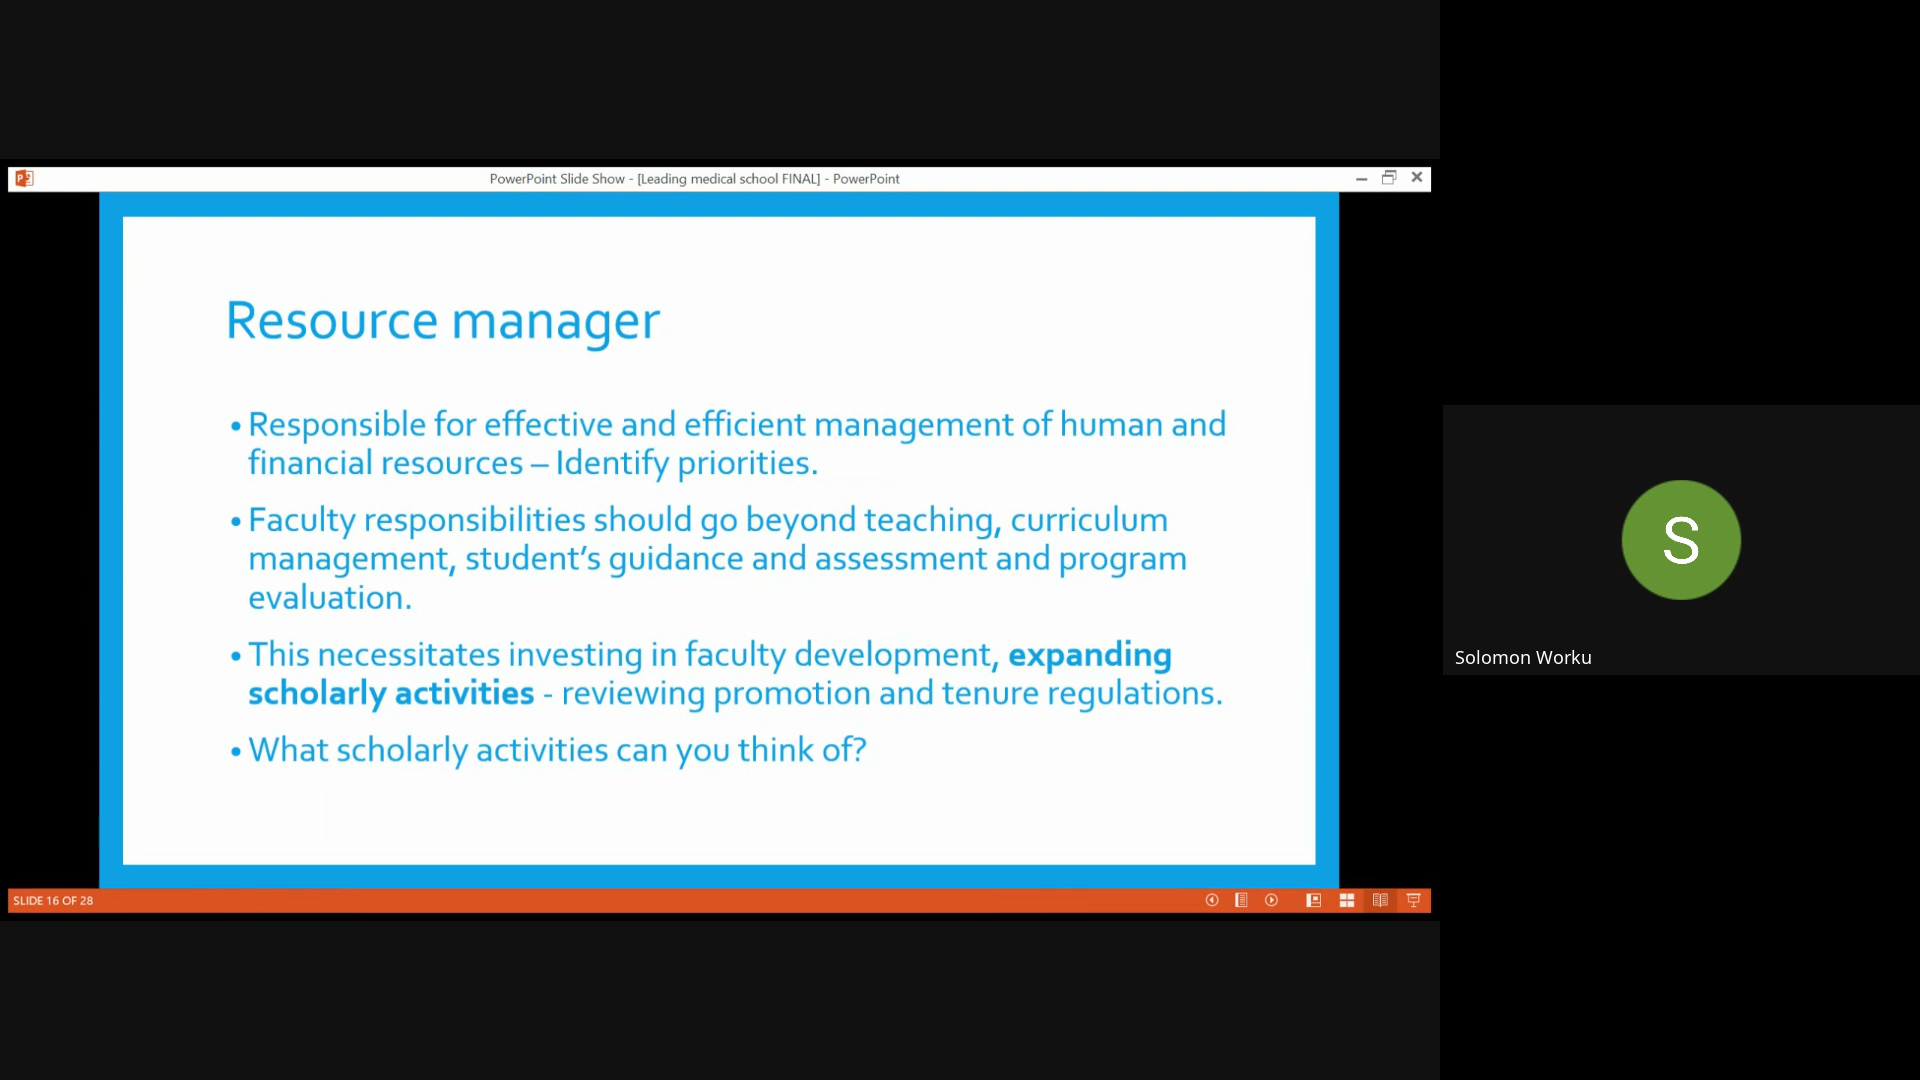 PowerPoint Slide Show - [Leading medical school FINAL] - PowerPoint
Resource manager
• Responsible for effective and efficient management of human and
financial resources – Identify priorities.
• Faculty responsibilities should go beyond teaching, curriculum
management, student’s guidance and assessment and program
evaluation.
• This necessitates investing in faculty development, expanding
scholarly activities - reviewing promotion and tenure regulations.
• What scholarly activities can you think of?
SLIDE 16 OF 28
S
Solomon Worku